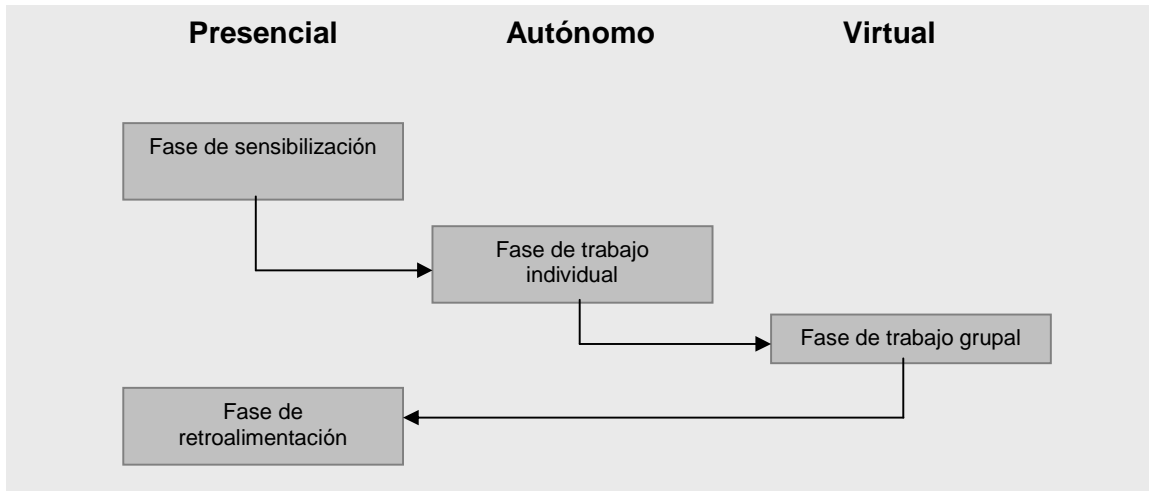 Presencial Autónomo Virtual
Fase de sensibilización
Fase de trabajo
individual
Fase de trabajo grupal
Fase de
retroalimentación